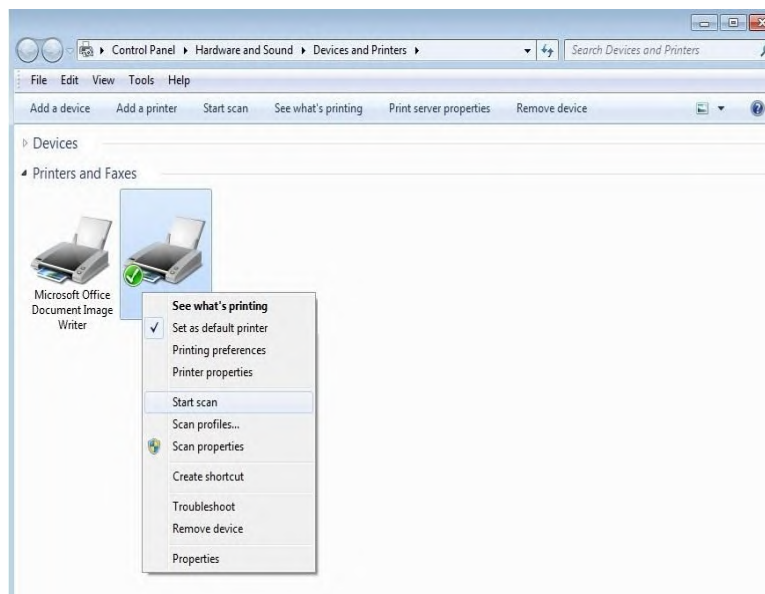 Control Panel ▸ Hardware and Sound ▸ Devices and Printers ▸
Search Devices and Printers
File Edit View Tools Help
Add a device Add a printer Start scan See what's printing Print server properties Remove device
Devices
Printers and Faxes
Microsoft Office
Document Image
Writer
See what's printing
Set as default printer
Printing preferences
Printer properties
Start scan
Scan profiles...
Scan properties
Create shortcut
Troubleshoot
Remove device
Properties